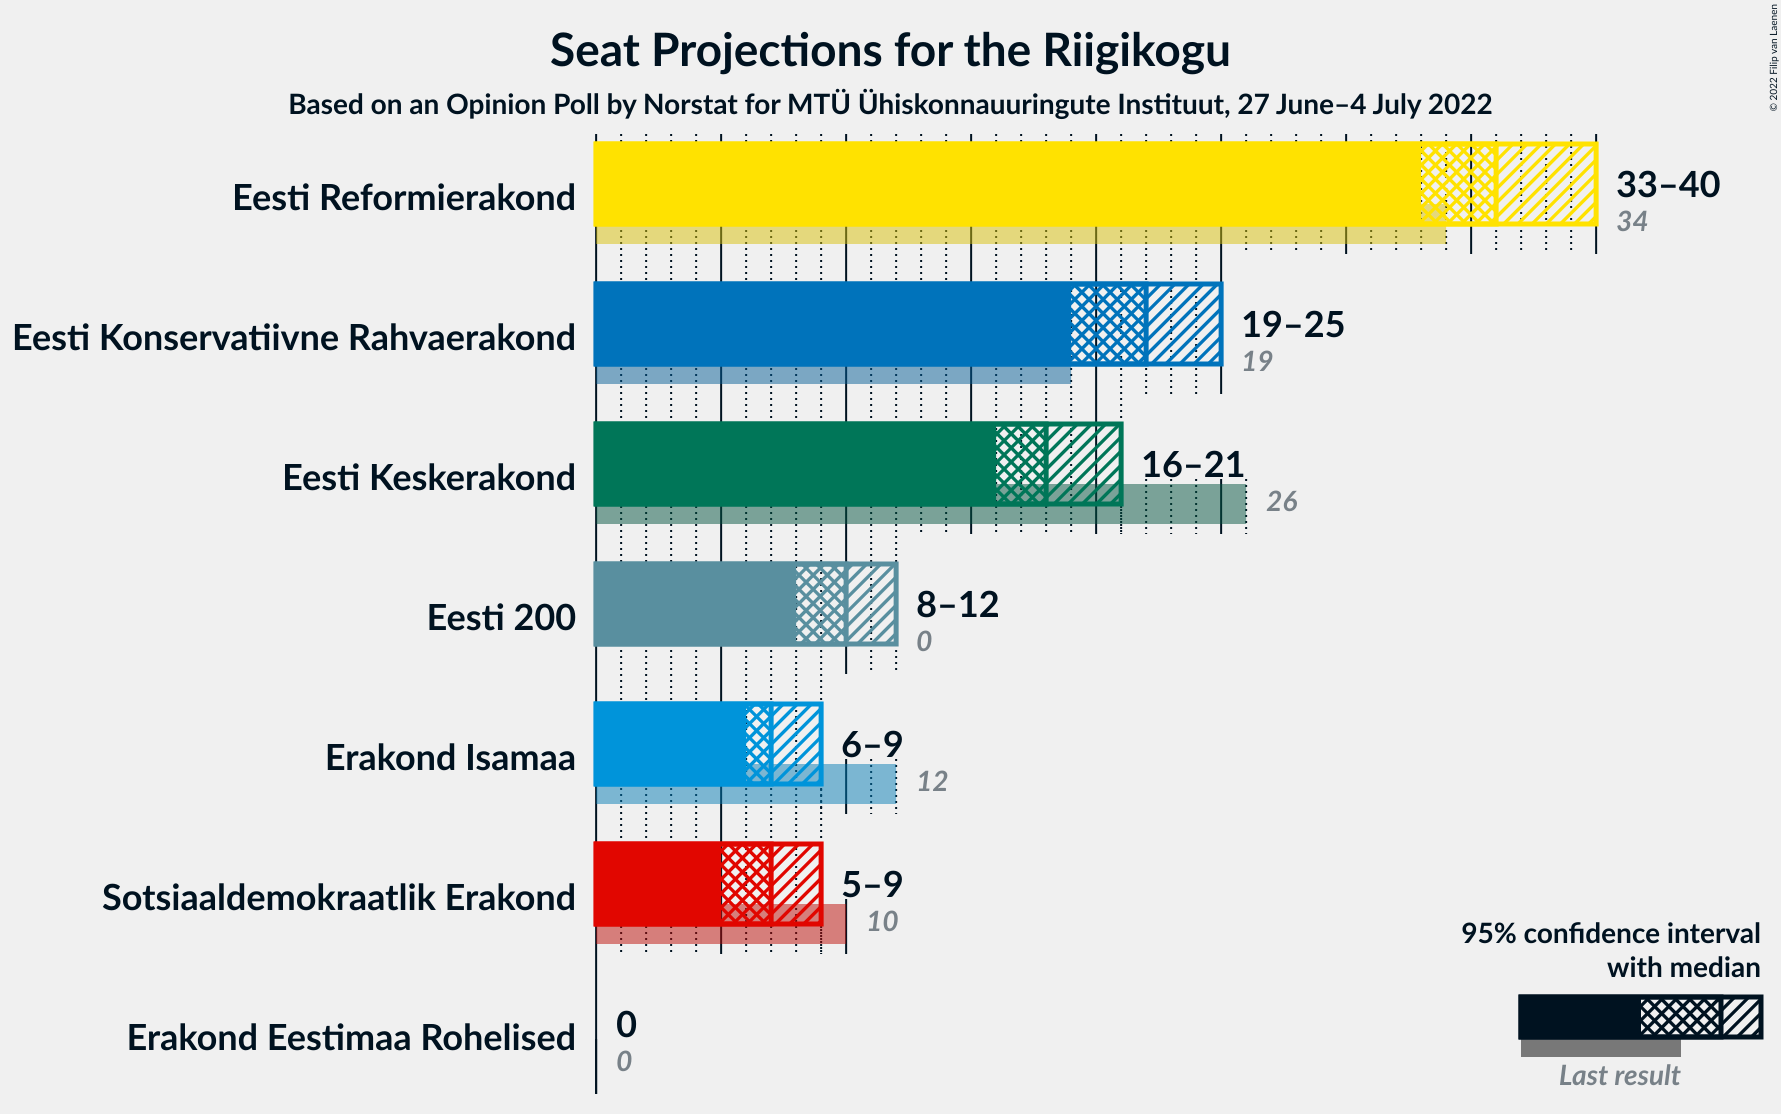 Seat Projections for the Riigikogu
Based on an Opinion Poll by Norstat for MTÜ Ühiskonnauuringute Instituut, 27 June–4 July 2022
© 2022 Filip van Laenen
Eesti Reformierakond
33–40
34
Eesti Konservatiivne Rahvaerakond
19–25
19
Eesti Keskerakond
16–21
26
Eesti 200
8–12
0
Erakond Isamaa
6–9
12
Sotsiaaldemokraatlik Erakond
5–9
10
Erakond Eestimaa Rohelised
0
0
95% confidence interval
with median
Last result